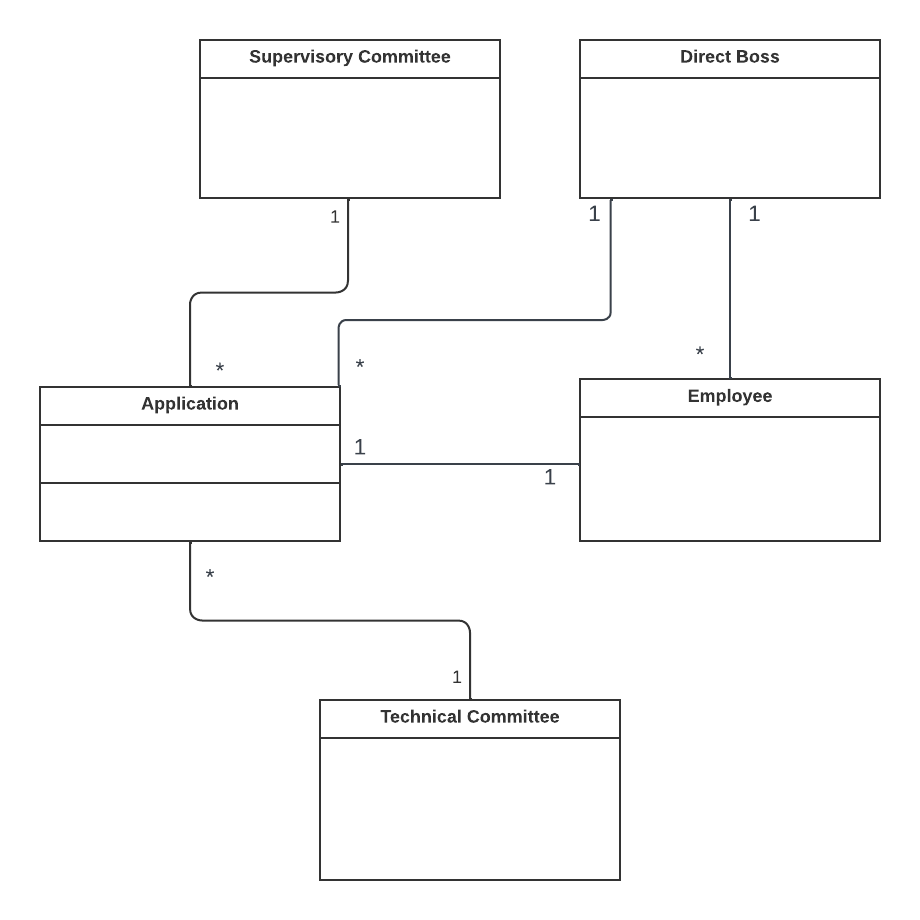 Supervisory Committee
Direct Boss
1
1
1
*
*
*
Application
Employee
1
1
*
1
Technical Committee